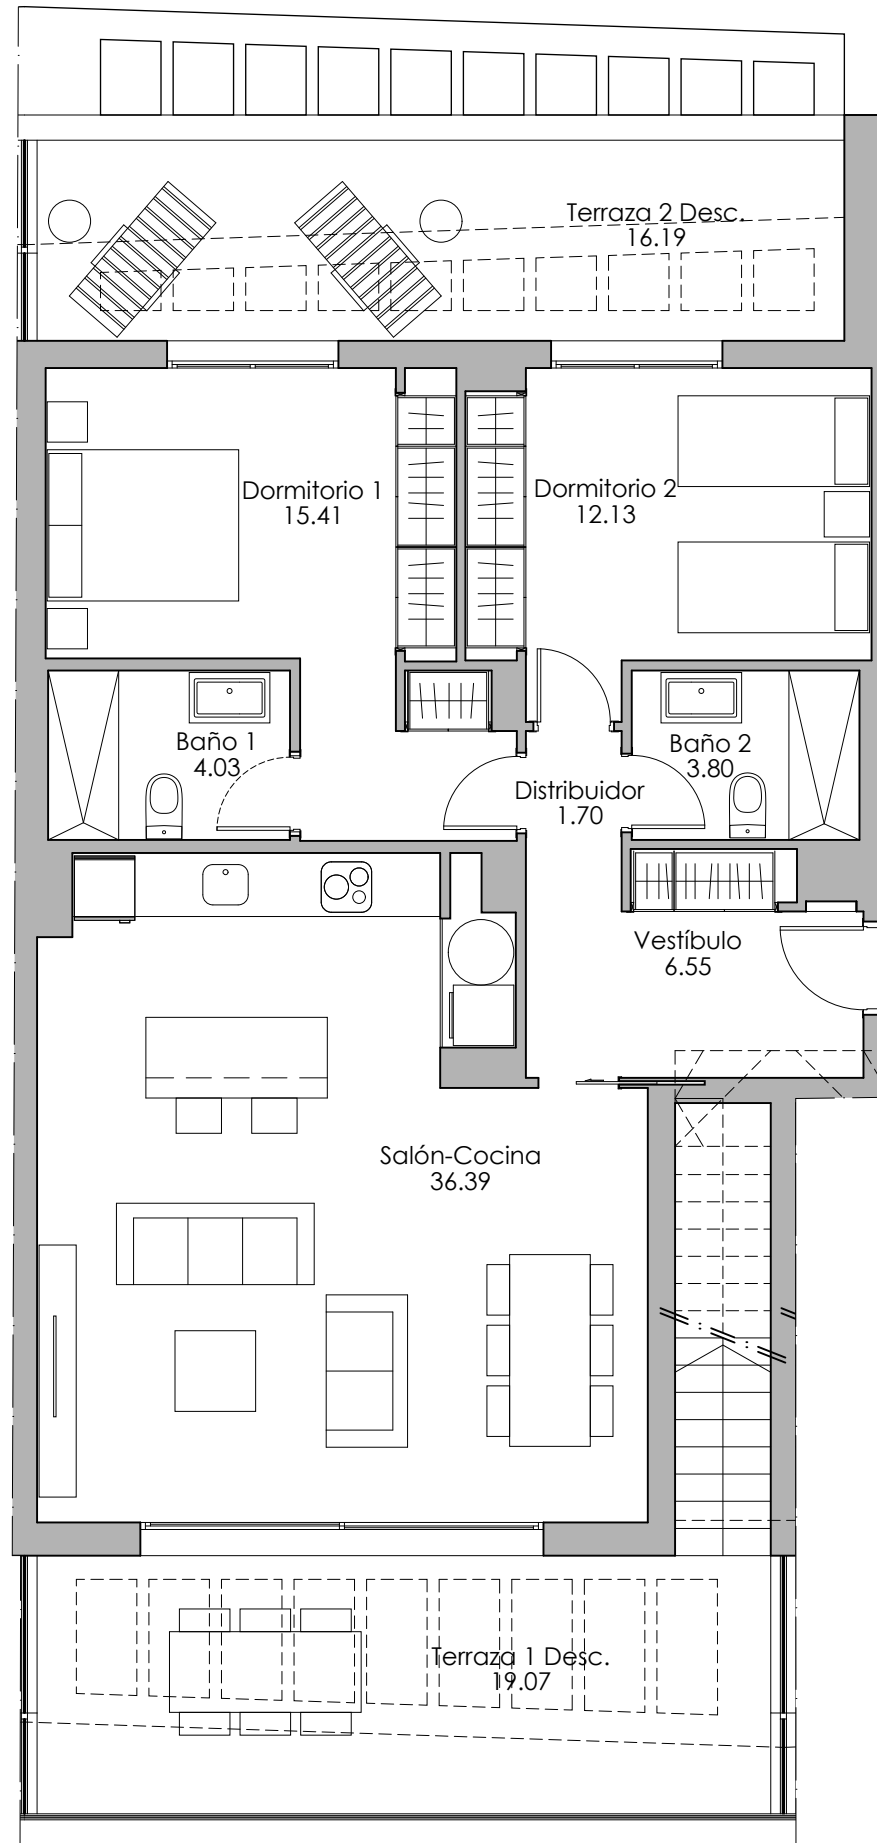 Terraza 2 Desc.
16.19
Dormitorio 1
15.41
Dormitorio 2
12.13
Baño 1
4.03
Baño 2
3.80
Distribuidor
1.70
Vestíbulo
6.55
Salón-Cocina
36.39
Terraza 1 Desc.
19.07